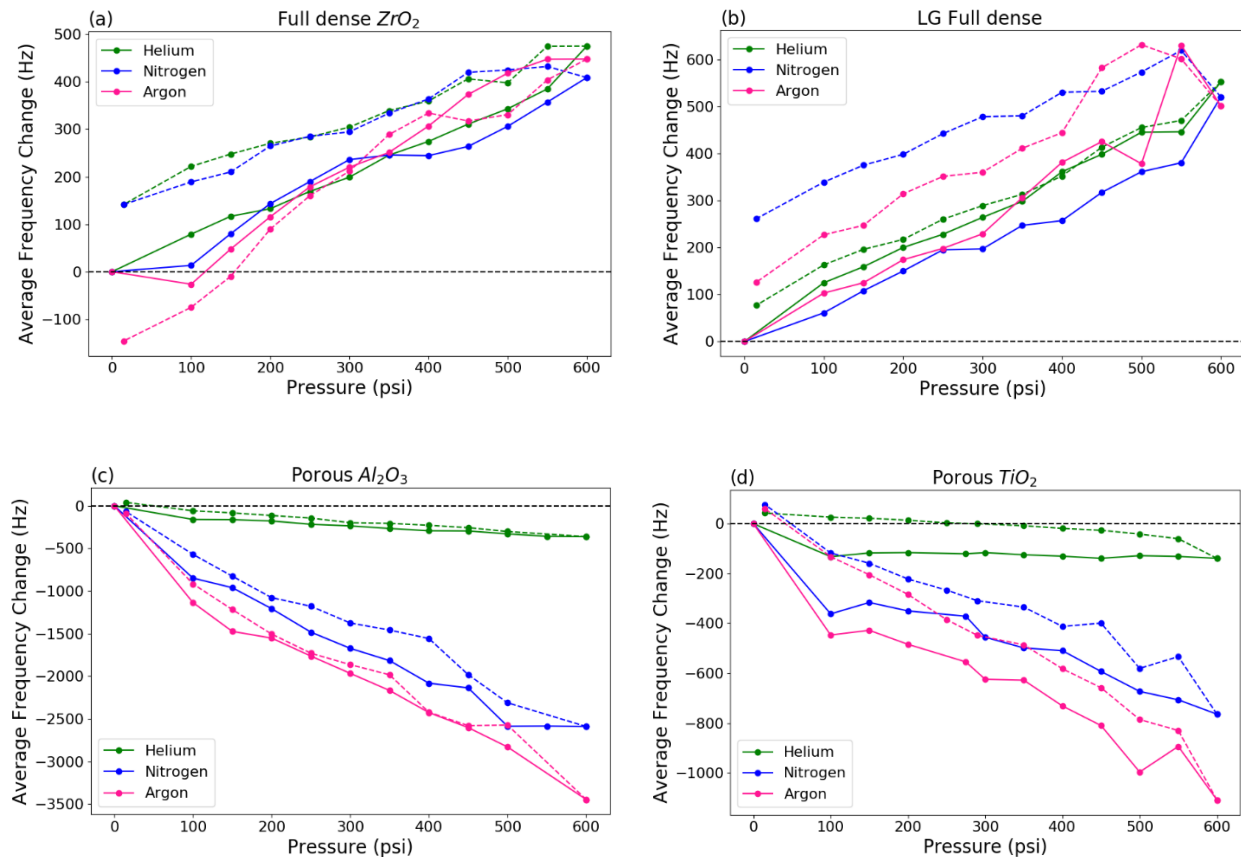 (a) Full dense ZrO₂
500
400
300
200
100
0
−100
Average Frequency Change (Hz)
Helium
Nitrogen
Argon
0 100 200 300 400 500 600
Pressure (psi)
(b) LG Full dense
600
500
400
300
200
100
0
Average Frequency Change (Hz)
Helium
Nitrogen
Argon
0 100 200 300 400 500 600
Pressure (psi)
(c) Porous Al₂O₃
0
−500
−1000
−1500
−2000
−2500
−3000
−3500
Average Frequency Change (Hz)
Helium
Nitrogen
Argon
0 100 200 300 400 500 600
Pressure (psi)
(d) Porous TiO₂
0
−200
−400
−600
−800
−1000
Average Frequency Change (Hz)
Helium
Nitrogen
Argon
0 100 200 300 400 500 600
Pressure (psi)